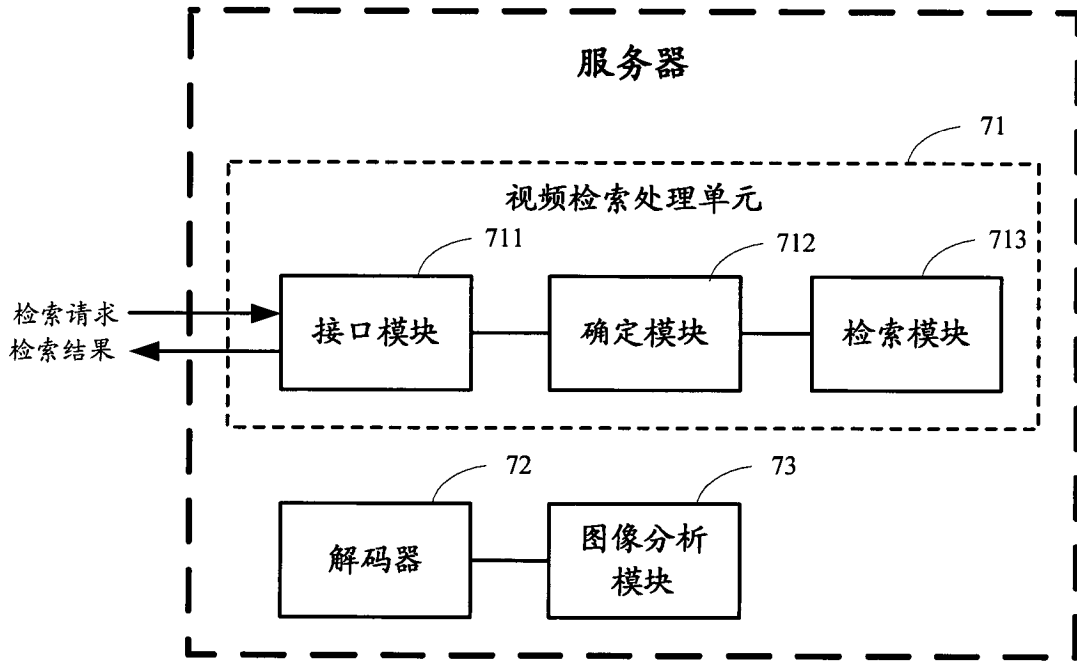 服务器
71
视频检索处理单元
711
712
713
检索请求
检索结果
接口模块
确定模块
检索模块
72
73
解码器
图像分析
模块